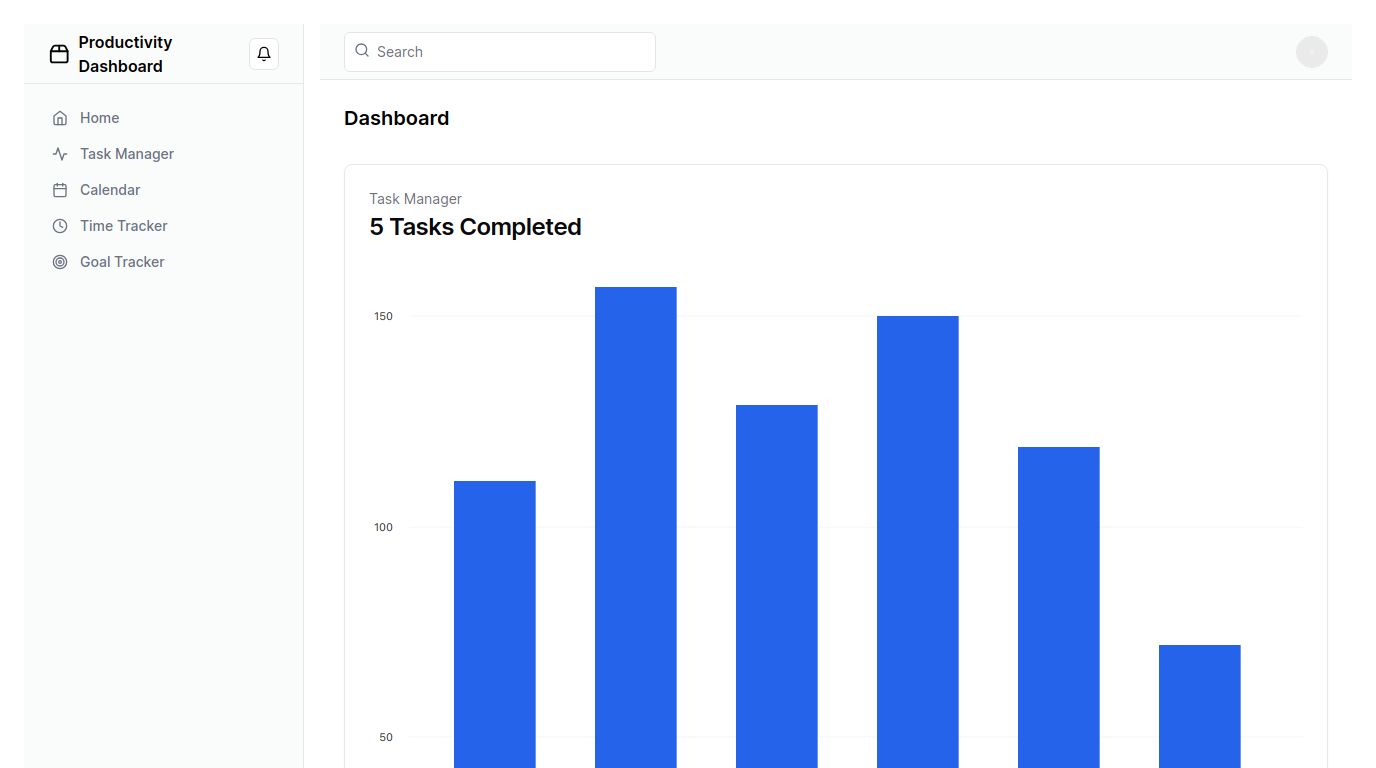 Productivity
Dashboard
Search
Home
Task Manager
Calendar
Time Tracker
Goal Tracker
Dashboard
Task Manager
5 Tasks Completed
150
100
50